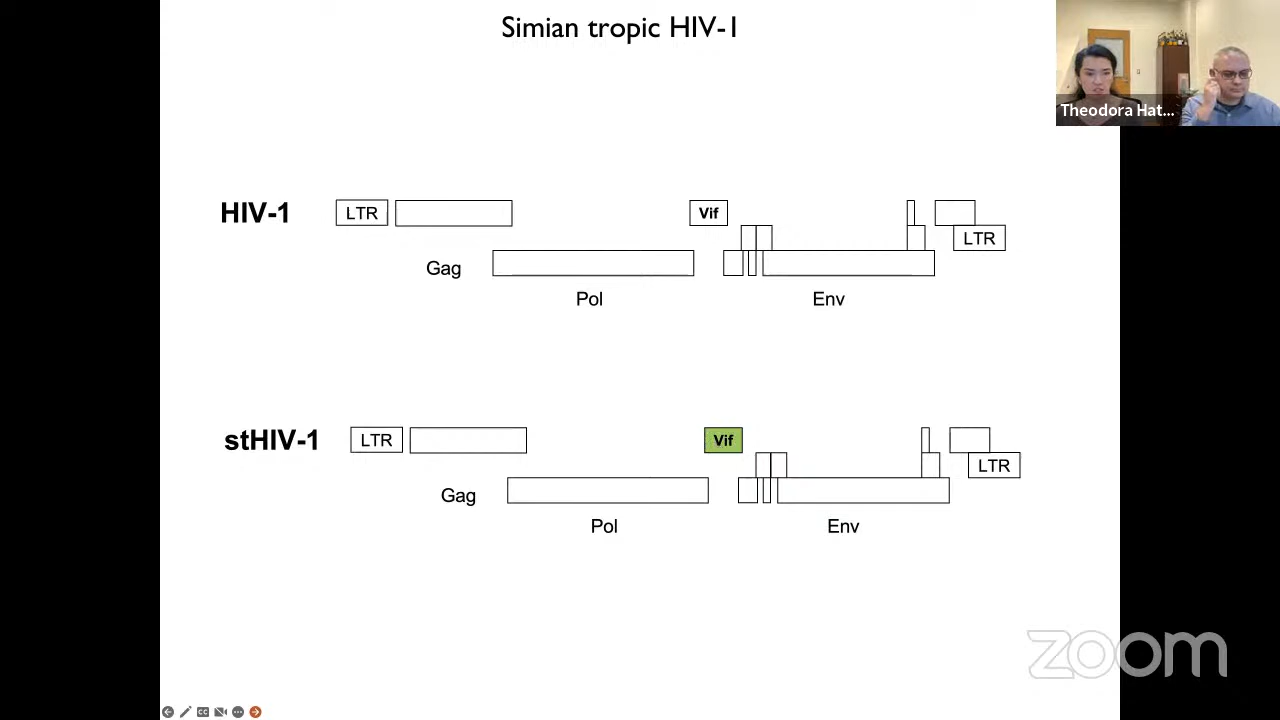 Simian tropic HIV-1
Theodora Hat...
HIV-1
LTR
Vif
LTR
Gag
Pol
Env
stHIV-1
LTR
Vif
LTR
Gag
Pol
Env
zoom
CC